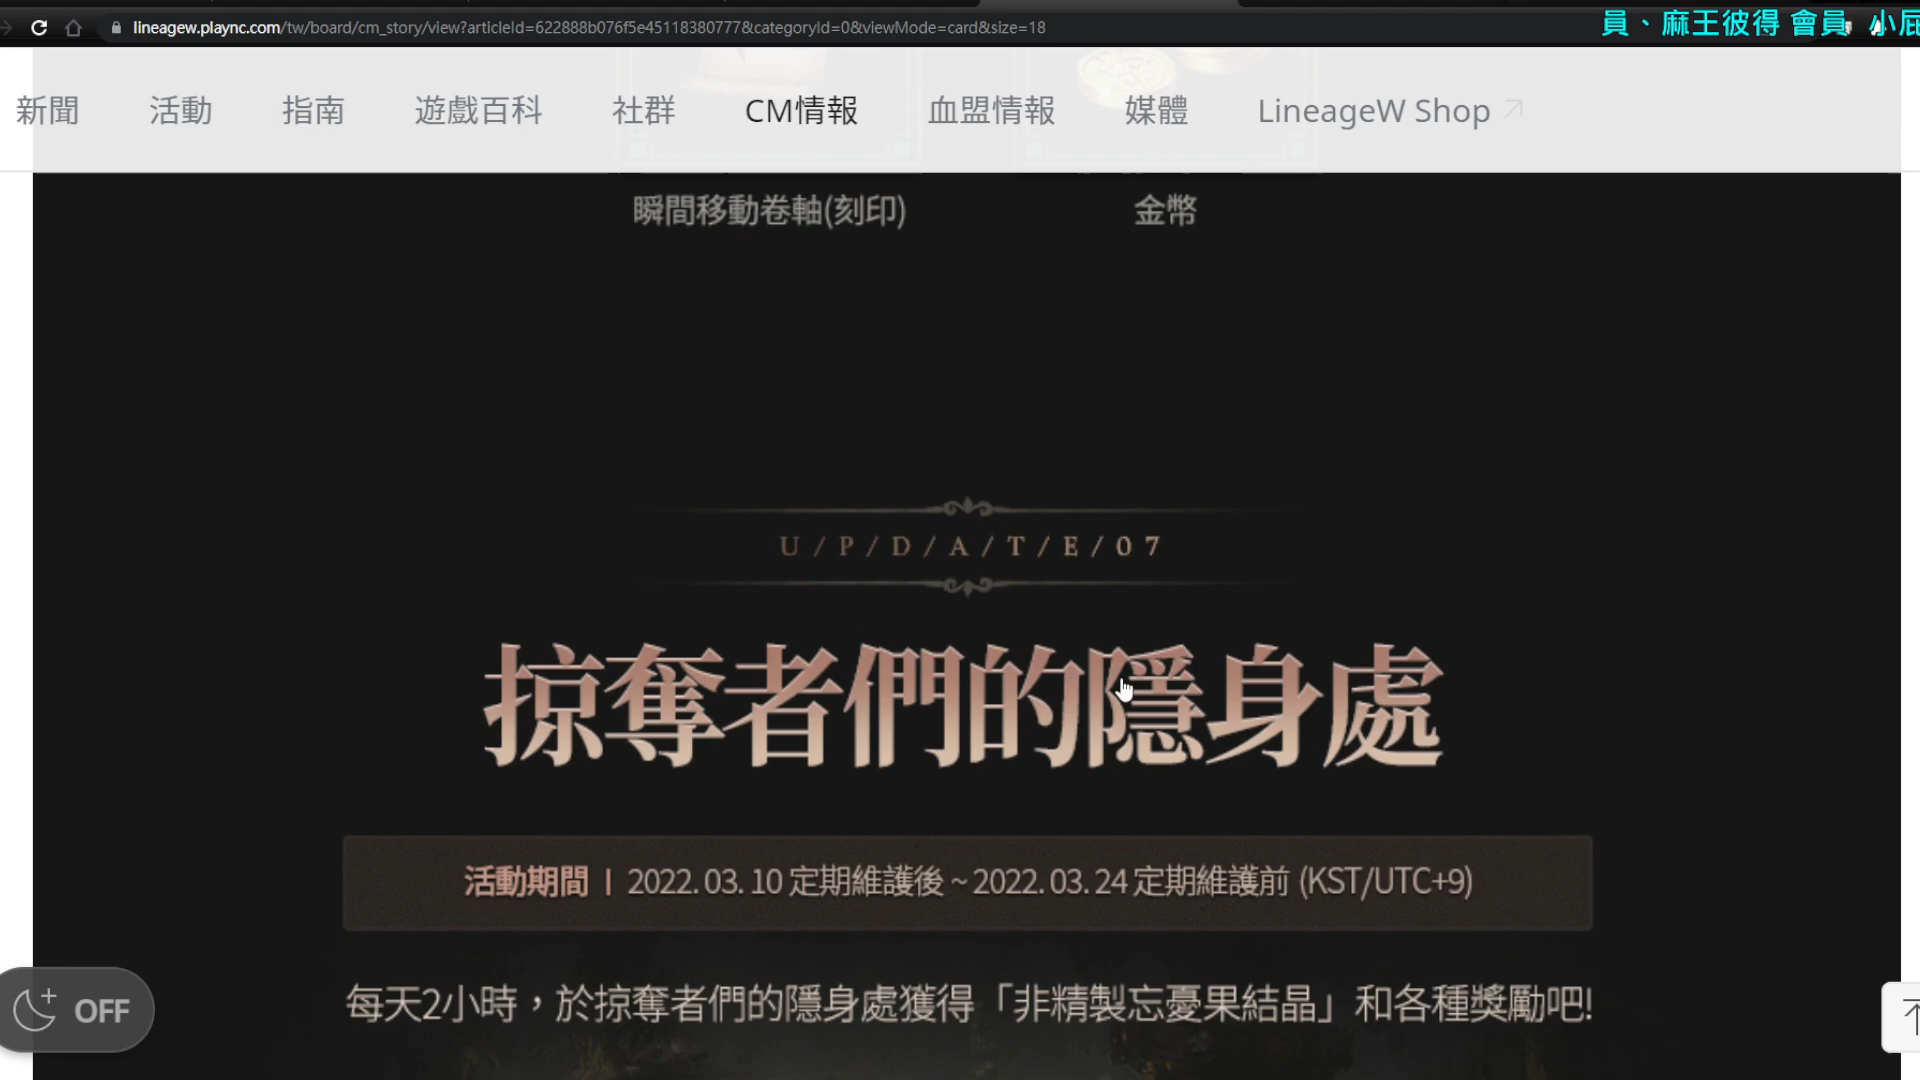 lineagew.plaync.com/tw/board/cm_story/view?articleId=622888b076f5e45118380777&categoryId=0&viewMode=card&size=18
員、麻王彼得 會員 小屁
新聞 活動 指南 遊戲百科 社群 CM情報 血盟情報 媒體 LineageW Shop
瞬間移動卷軸(刻印) 金幣
U/P/D/A/T/E/07
掠奪者們的隱身處
活動期間 | 2022. 03. 10 定期維護後 ~ 2022. 03. 24 定期維護前 (KST/UTC+9)
每天2小時，於掠奪者們的隱身處獲得「非精製忘憂果結晶」和各種獎勵吧!
OFF